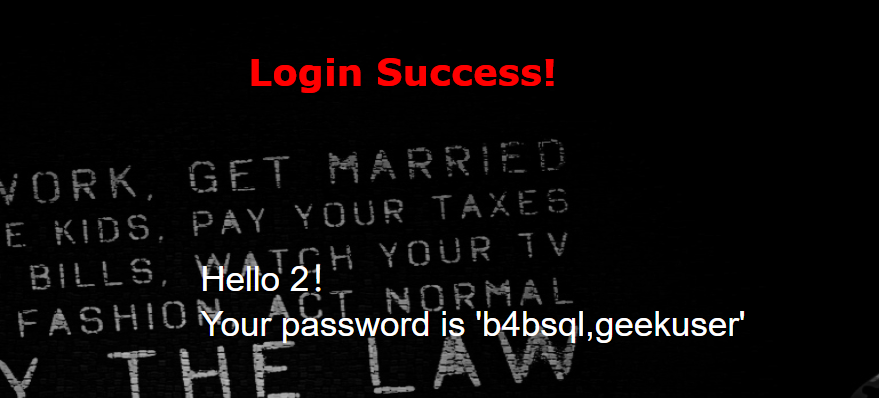 Login Success!
WORK, GET MARRIED
E KIDS, PAY YOUR TAXES
BILLS, WATCH YOUR TV
FASHION, ACT NORMAL
Y THE LAW
Hello 2!
Your password is 'b4bsql,geekuser'